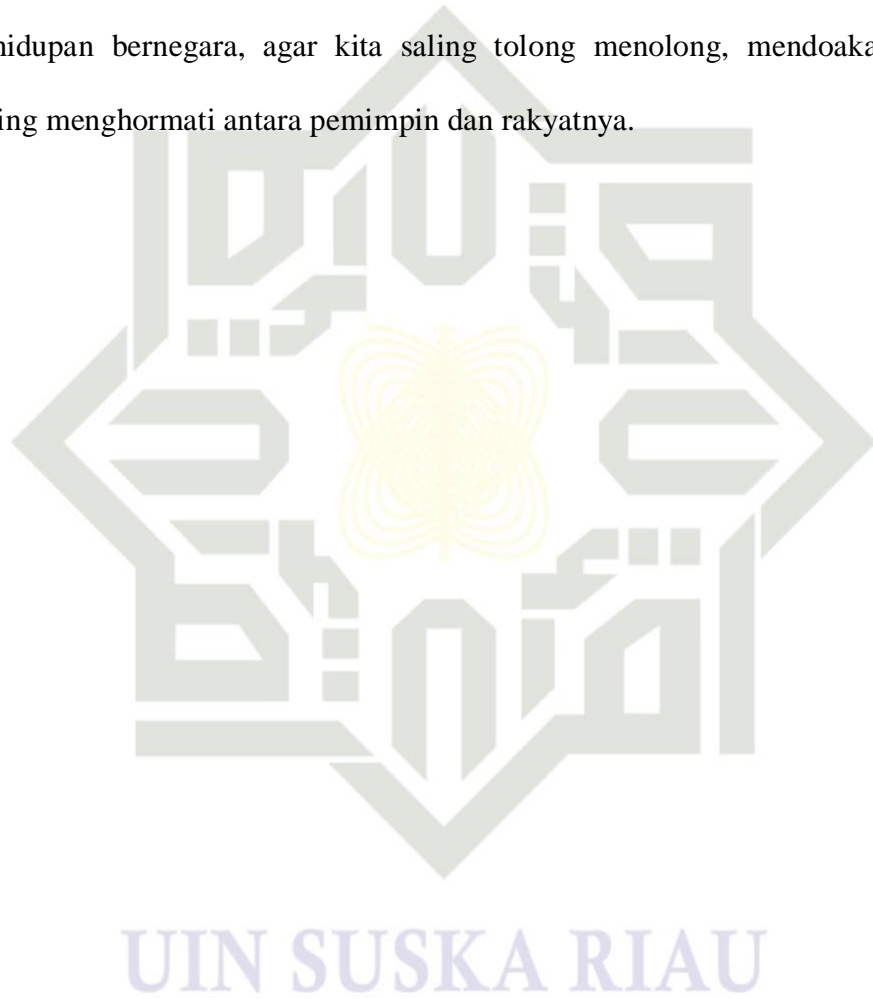 hidupan bernegara, agar kita saling tolong menolong, mendoaka
ing menghormati antara pemimpin dan rakyatnya.
UIN SUSKA RIAU